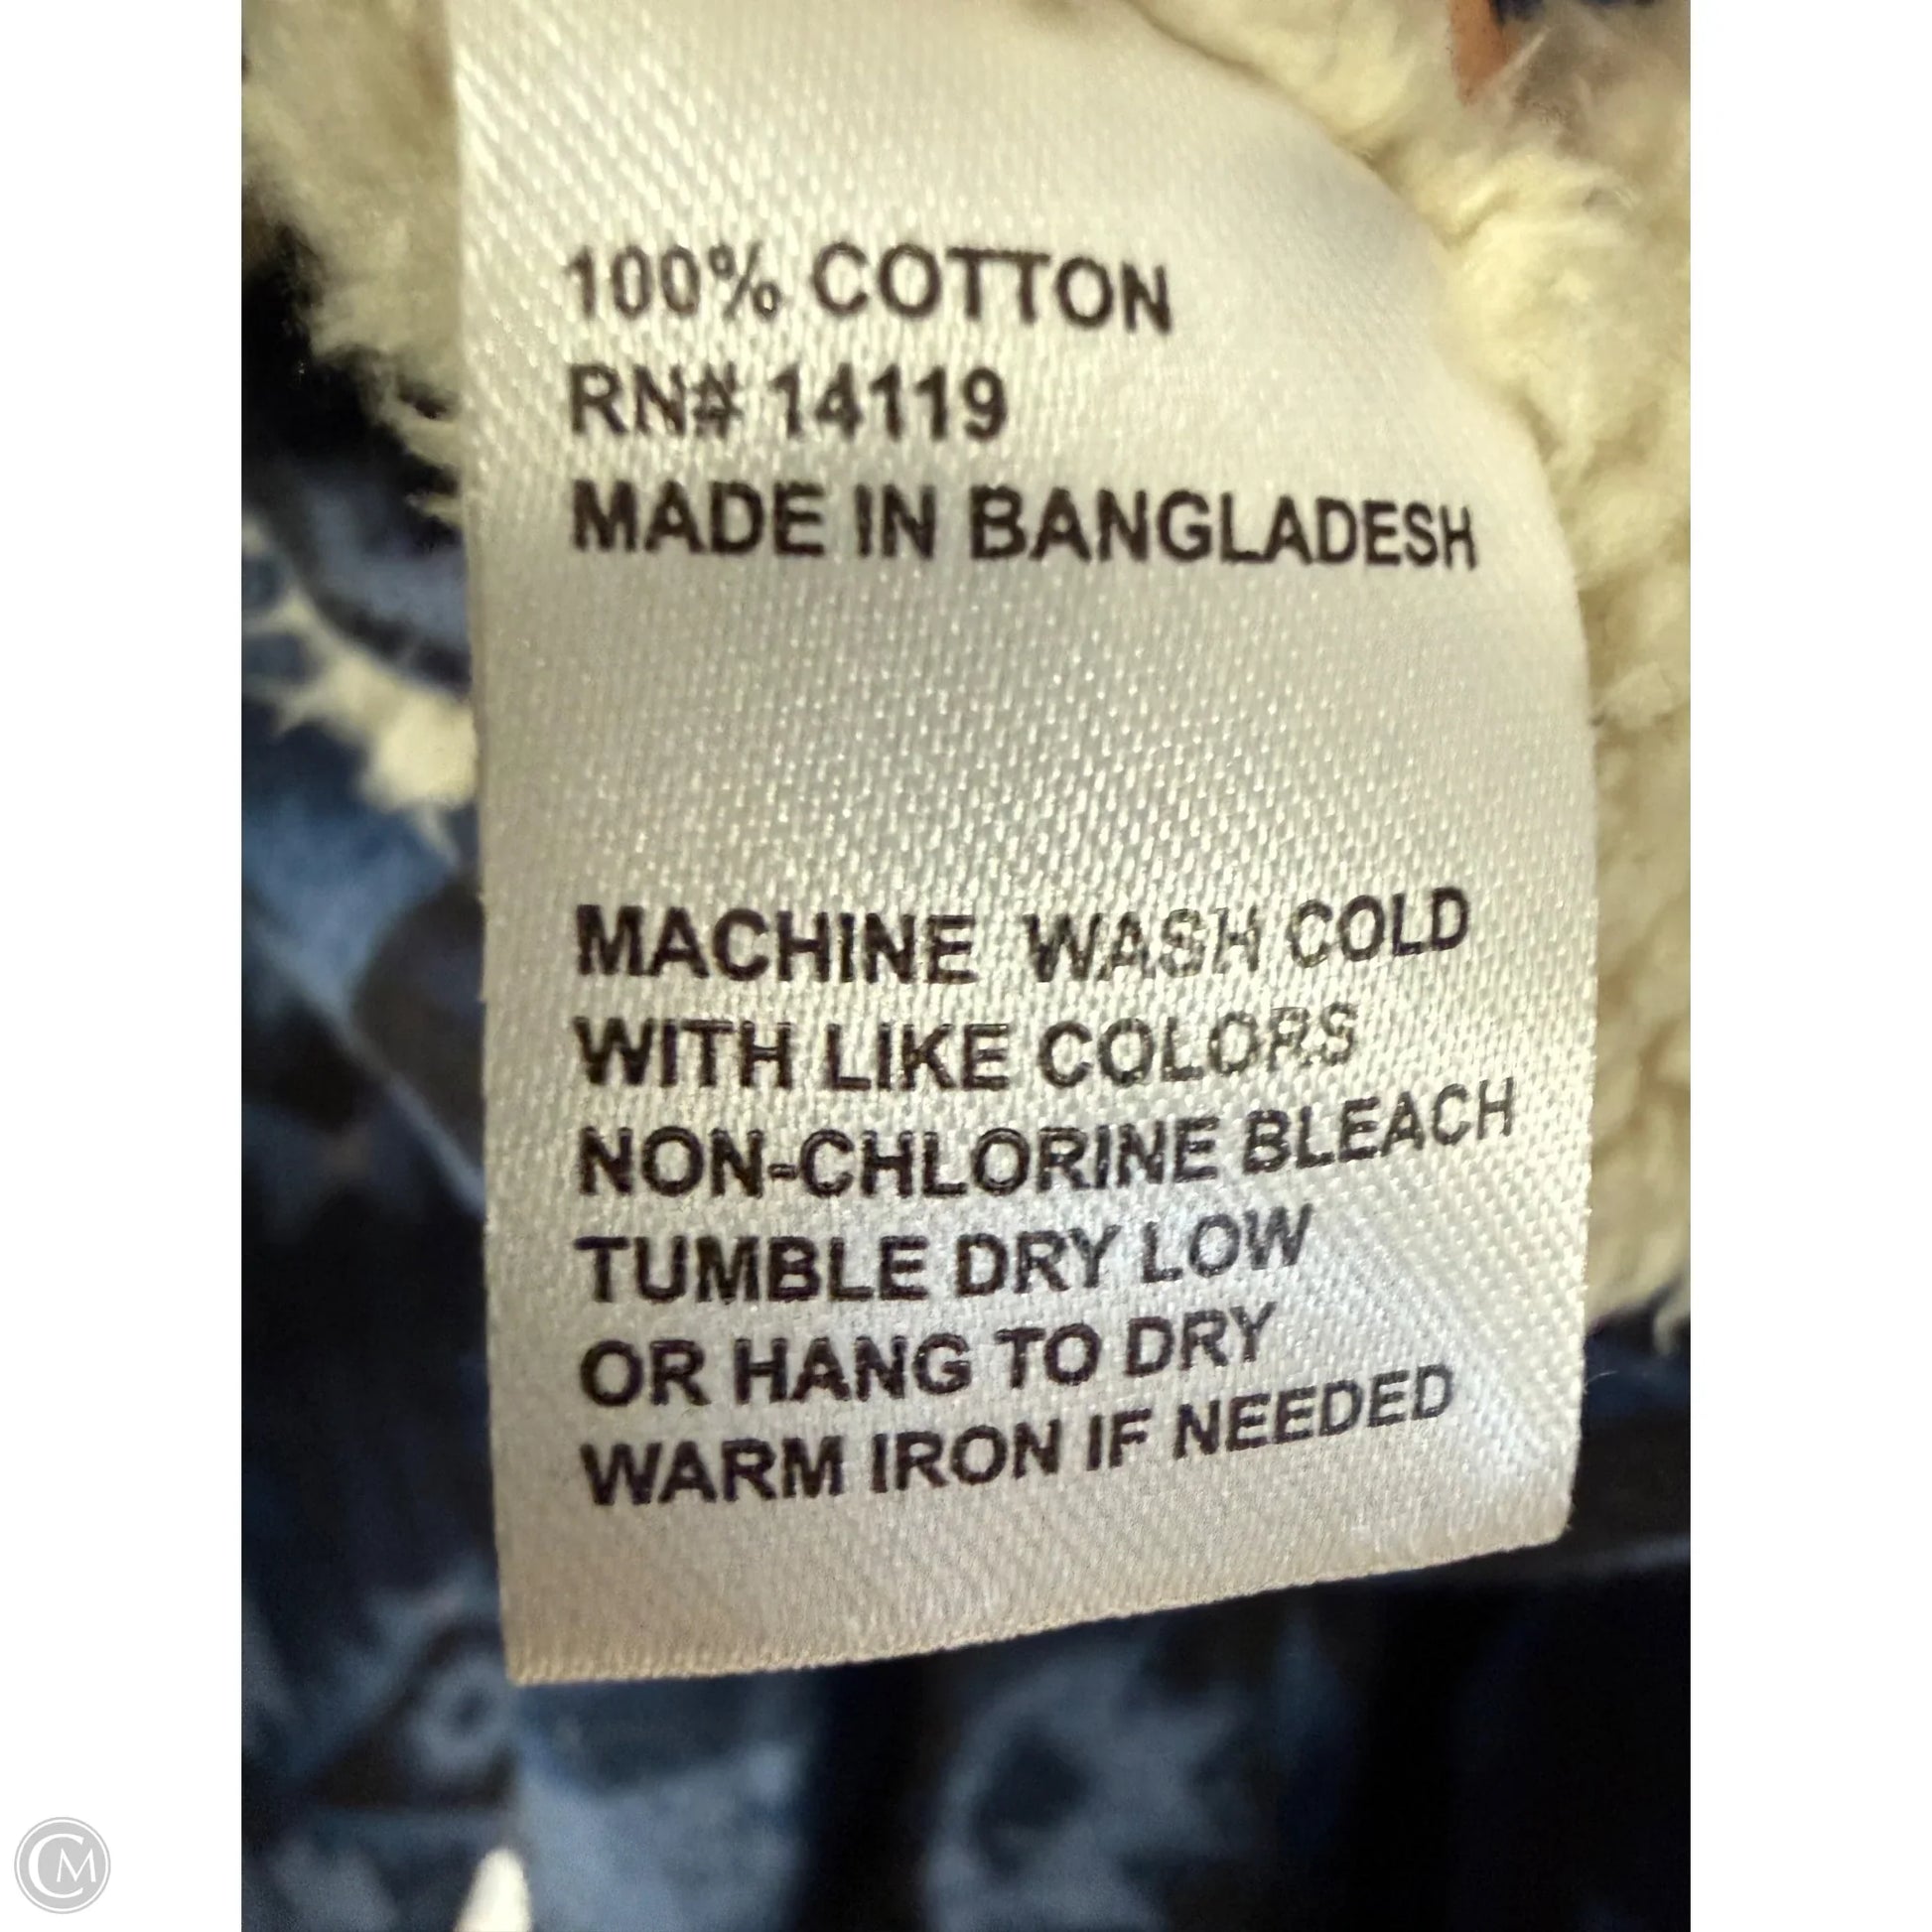 100% COTTON
RN# 14119
MADE IN BANGLADESH
MACHINE WASH COLD
WITH LIKE COLORS
NON-CHLORINE BLEACH
TUMBLE DRY LOW
OR HANG TO DRY
WARM IRON IF NEEDED
CM